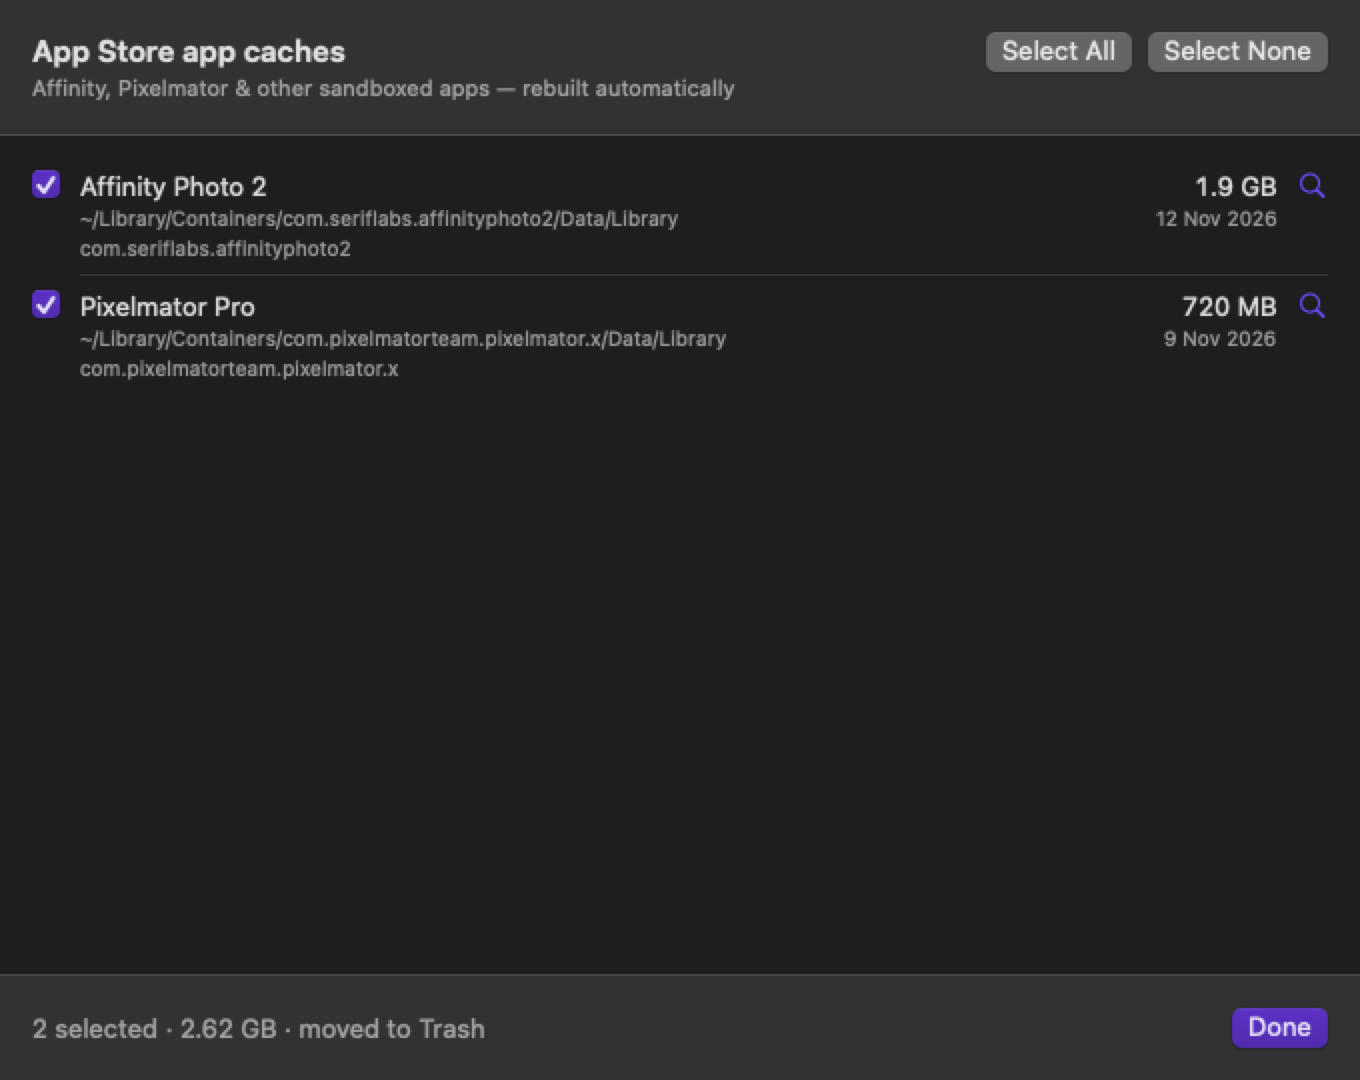 App Store app caches
Select All
Select None
Affinity, Pixelmator & other sandboxed apps — rebuilt automatically
Affinity Photo 2
1.9 GB
~/Library/Containers/com.seriflabs.affinityphoto2/Data/Library
12 Nov 2026
com.seriflabs.affinityphoto2
Pixelmator Pro
720 MB
~/Library/Containers/com.pixelmatorteam.pixelmator.x/Data/Library
9 Nov 2026
com.pixelmatorteam.pixelmator.x
2 selected · 2.62 GB · moved to Trash
Done